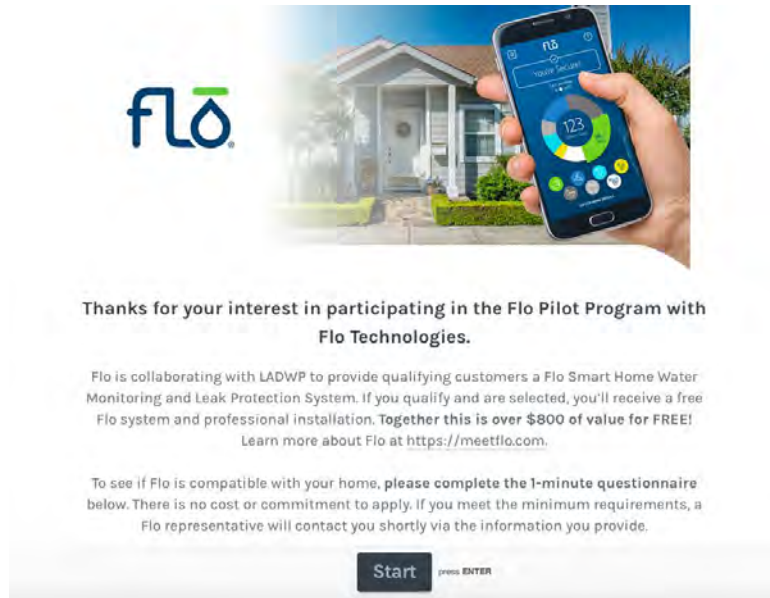 flō
flō
You're Secure!
123
Thanks for your interest in participating in the Flo Pilot Program with
Flo Technologies.
Flo is collaborating with LADWP to provide qualifying customers a Flo Smart Home Water
Monitoring and Leak Protection System. If you qualify and are selected, you'll receive a free
Flo system and professional installation. Together this is over $800 of value for FREE!
Learn more about Flo at https://meetflo.com.
To see if Flo is compatible with your home, please complete the 1-minute questionnaire
below. There is no cost or commitment to apply. If you meet the minimum requirements, a
Flo representative will contact you shortly via the information you provide.
Start press ENTER